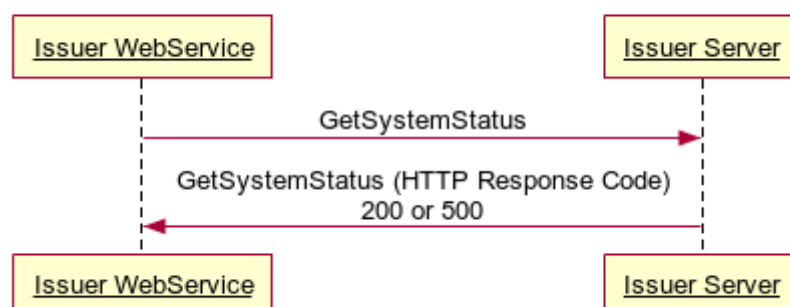 Issuer WebService
Issuer Server
GetSystemStatus
GetSystemStatus (HTTP Response Code)
200 or 500
Issuer WebService
Issuer Server